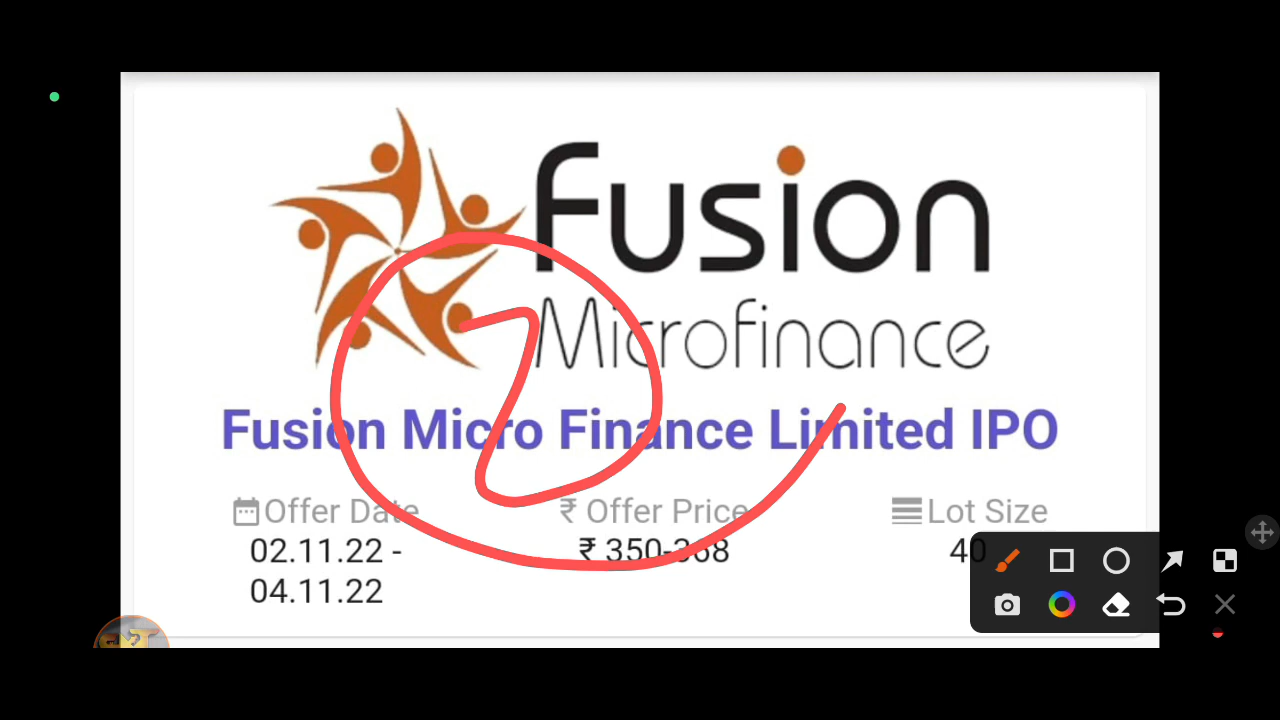 Fusion
Microfinance
Fusion Micro Finance Limited IPO
Offer Date
₹ Offer Price
Lot Size
02.11.22 -
04.11.22
₹ 350-368
40